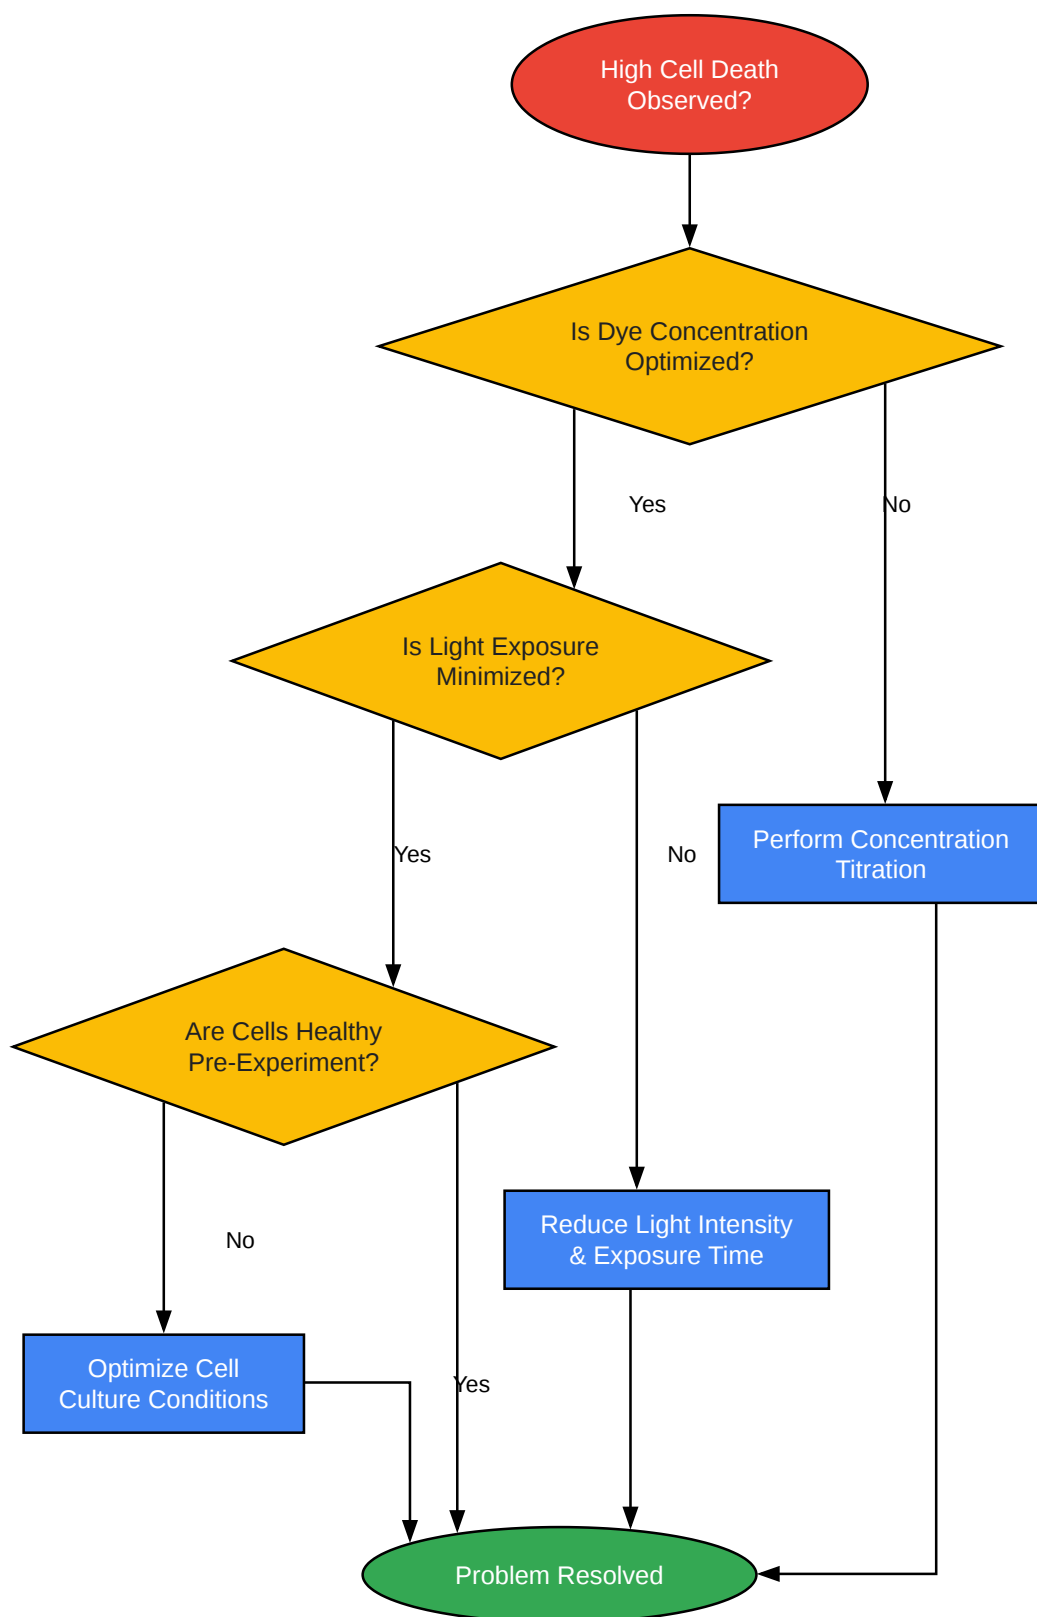 High Cell Death
Observed?
Is Dye Concentration
Optimized?
Yes
No
Is Light Exposure
Minimized?
Yes
No
Perform Concentration
Titration
Are Cells Healthy
Pre-Experiment?
No
Reduce Light Intensity
& Exposure Time
Optimize Cell
Culture Conditions
Yes
Problem Resolved